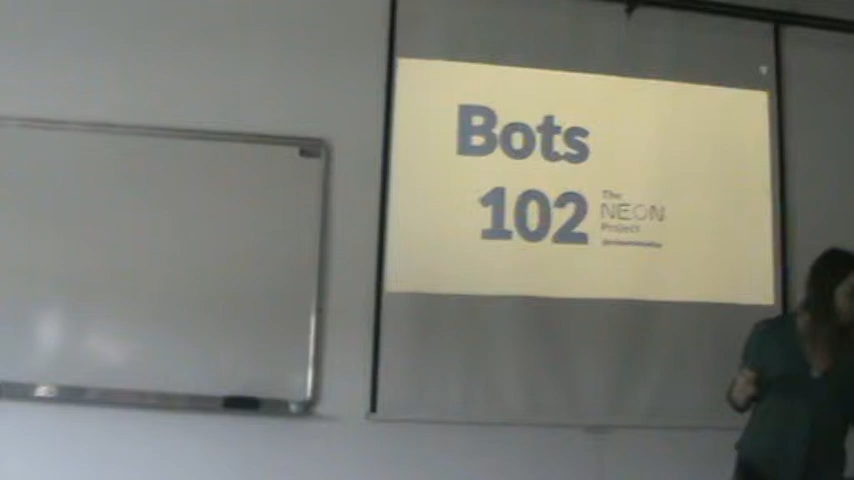 Bots
102
The
NEON
Project